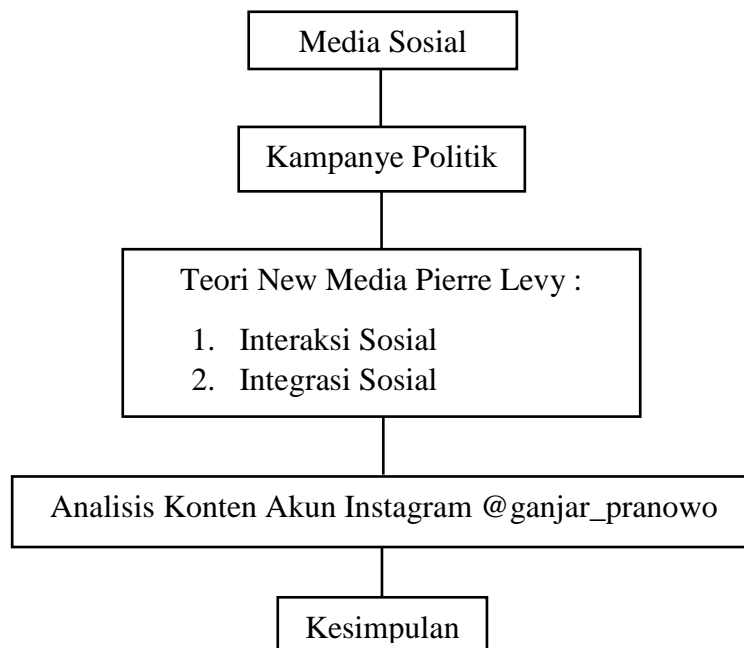 Media Sosial
Kampanye Politik
Teori New Media Pierre Levy :
1. Interaksi Sosial
2. Integrasi Sosial
Analisis Konten Akun Instagram @ganjar_pranowo
Kesimpulan